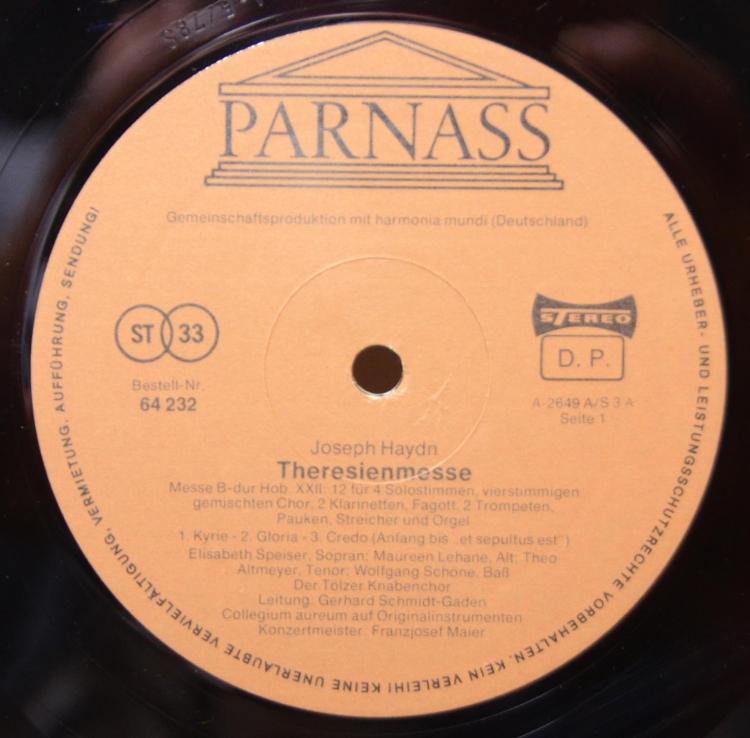 PARNASS
Gemeinschaftsproduktion mit harmonia mundi (Deutschland)
ST 33
Bestell-Nr.
64 232
STEREO
D. P.
A-2649 A/S 3 A
Seite 1
Joseph Haydn
Theresienmesse
Messe B-dur Hob. XXII: 12 für 4 Solostimmen, vierstimmigen
gemischten Chor, 2 Klarinetten, Fagott, 2 Trompeten,
Pauken, Streicher und Orgel
1. Kyrie - 2. Gloria - 3. Credo (Anfang bis „et sepultus est")
Elisabeth Speiser, Sopran; Maureen Lehane, Alt; Theo
Altmeyer, Tenor; Wolfgang Schöne, Baß
Der Tölzer Knabenchor
Leitung: Gerhard Schmidt-Gaden
Collegium aureum auf Originalinstrumenten
Konzertmeister: Franzjosef Maier
ALLE URHEBER- UND LEISTUNGSSCHUTZRECHTE VORBEHALTEN. KEIN VERLEIH! KEINE UNERLAUBTE VERVIELFÄLTIGUNG, VERMIETUNG, AUFFÜHRUNG, SENDUNG!